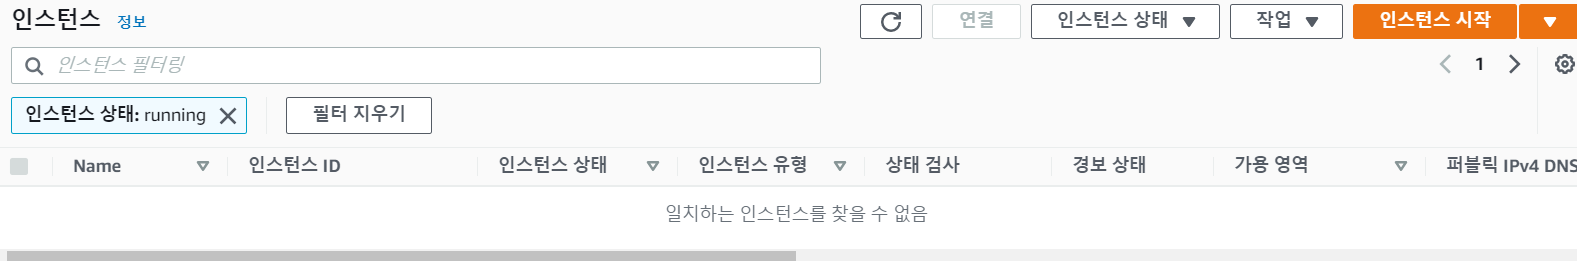 인스턴스 정보 연결 인스턴스 상태 작업 인스턴스 시작
인스턴스 필터링 1
인스턴스 상태: running 필터 지우기
Name 인스턴스 ID 인스턴스 상태 인스턴스 유형 상태 검사 경보 상태 가용 영역 퍼블릭 IPv4 DNS
일치하는 인스턴스를 찾을 수 없음